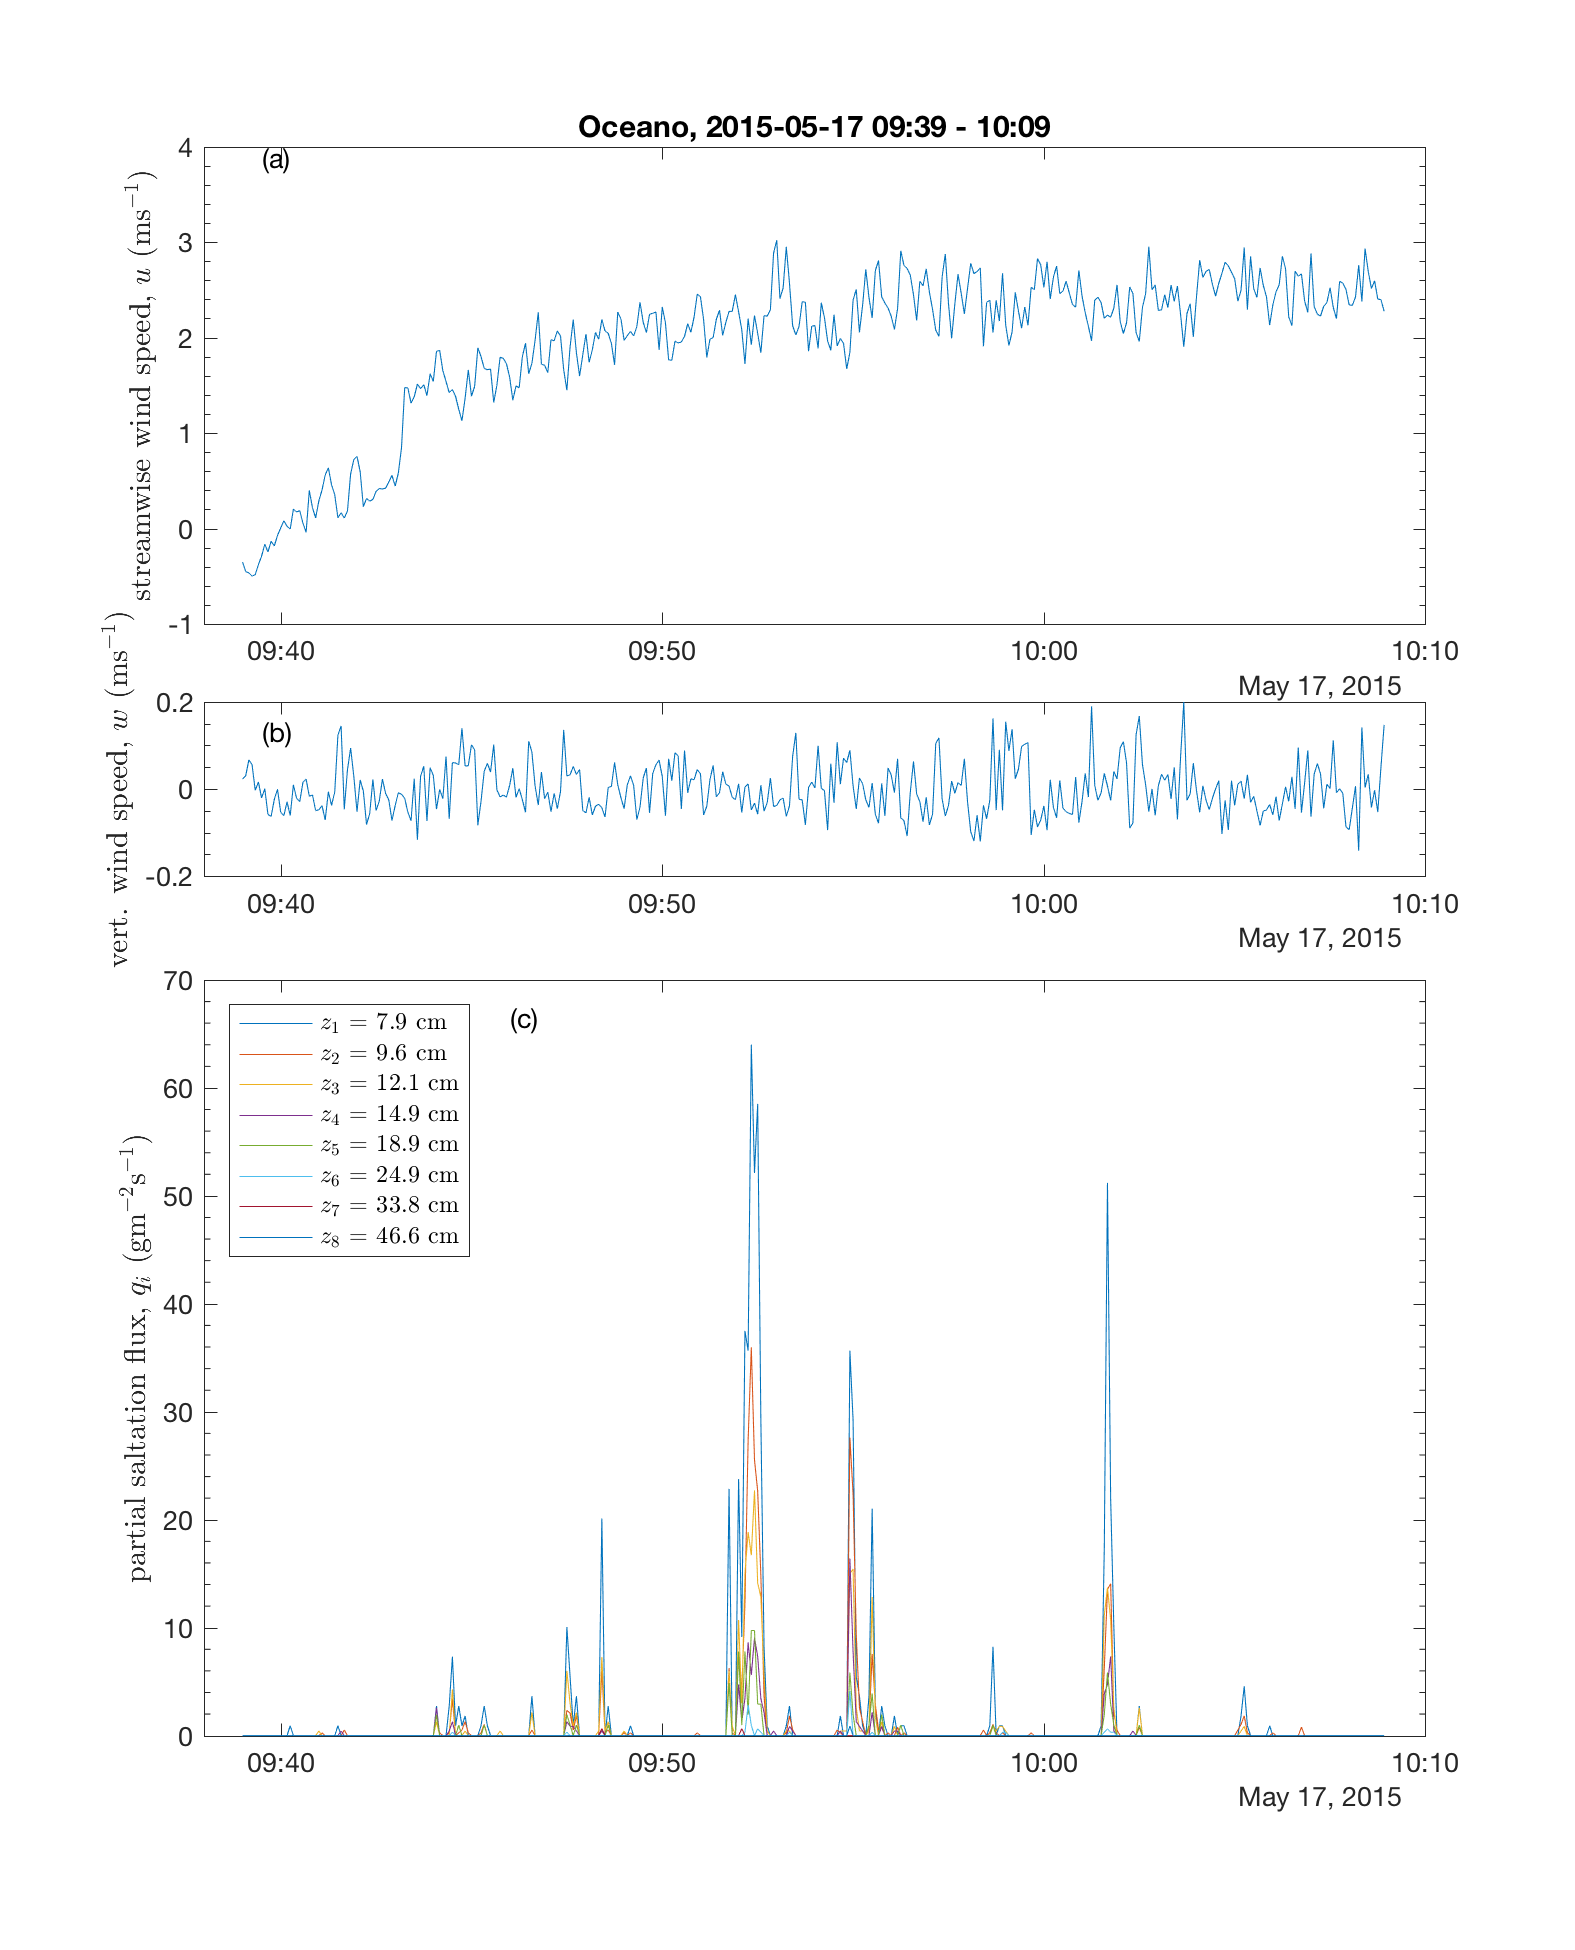 Oceano, 2015-05-17 09:39 - 10:09
(a)
streamwise wind speed, u (ms⁻¹)
4
3
2
1
0
-1
09:40 09:50 10:00 10:10
May 17, 2015
(b)
vert. wind speed, w (ms⁻¹)
0.2
0
-0.2
09:40 09:50 10:00 10:10
May 17, 2015
(c)
partial saltation flux, qᵢ (gm⁻²s⁻¹)
70
60
50
40
30
20
10
0
z₁ = 7.9 cm
z₂ = 9.6 cm
z₃ = 12.1 cm
z₄ = 14.9 cm
z₅ = 18.9 cm
z₆ = 24.9 cm
z₇ = 33.8 cm
z₈ = 46.6 cm
09:40 09:50 10:00 10:10
May 17, 2015